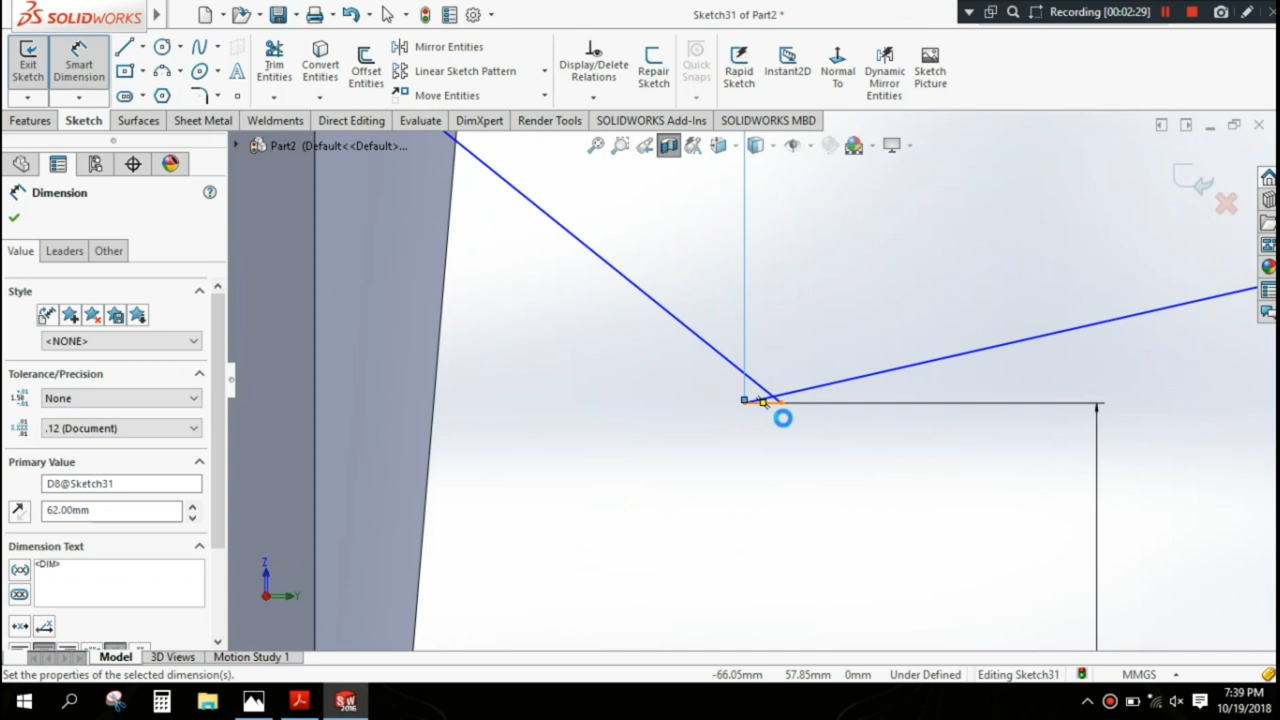 SOLIDWORKS
Sketch31 of Part2 *
Recording [00:02:29]
Exit Sketch
Smart Dimension
Trim Entities
Convert Entities
Offset Entities
Mirror Entities
Linear Sketch Pattern
Move Entities
Display/Delete Relations
Repair Sketch
Quick Snaps
Rapid Sketch
Instant2D
Normal To
Dynamic Mirror Entities
Sketch Picture
Features Sketch Surfaces Sheet Metal Weldments Direct Editing Evaluate DimXpert Render Tools SOLIDWORKS Add-Ins SOLIDWORKS MBD
Part2 (Default<<Default>...
Dimension
Value Leaders Other
Style
<NONE>
Tolerance/Precision
None
.12 (Document)
Primary Value
D8@Sketch31
62.00mm
Dimension Text
<DIM>
Z
Y
Model 3D Views Motion Study 1
Set the properties of the selected dimension(s).
-66.05mm 57.85mm 0mm Under Defined Editing Sketch31 MMGS
7:39 PM
10/19/2018